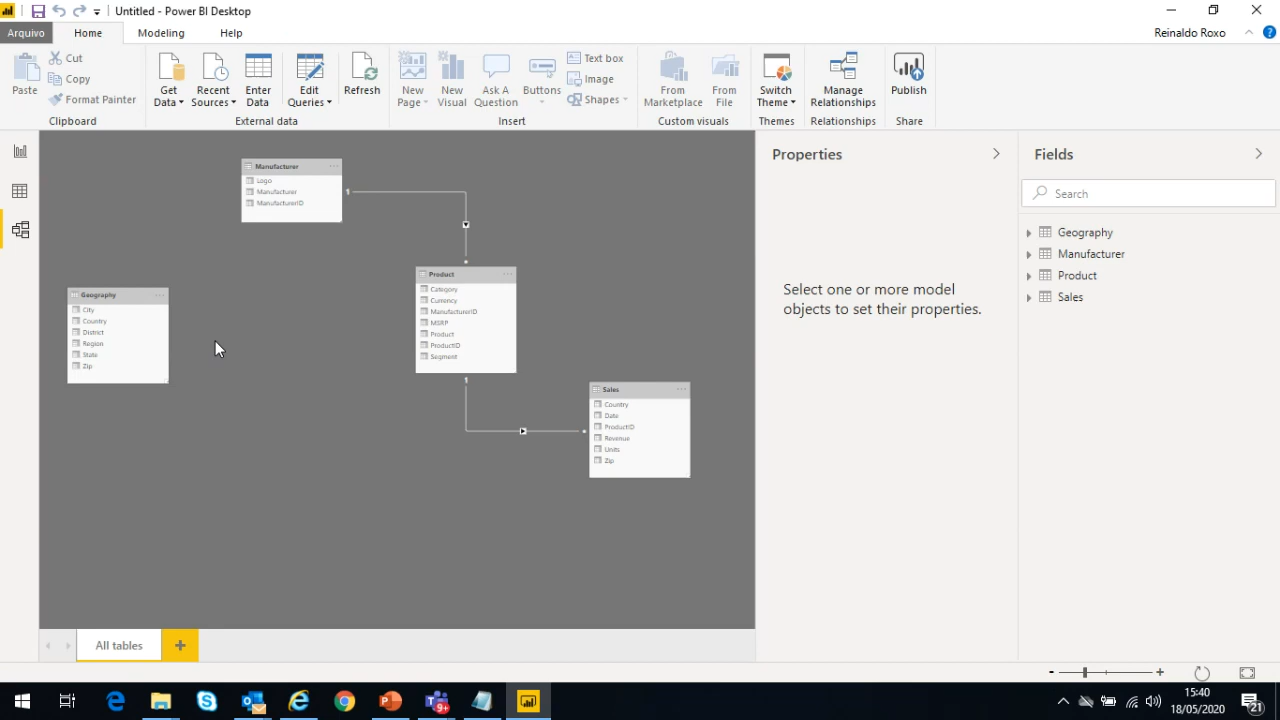 Untitled - Power BI Desktop
Arquivo
Home
Modeling
Help
Reinaldo Roxo
Paste
Cut
Copy
Format Painter
Clipboard
Get Data
Recent Sources
Enter Data
Edit Queries
Refresh
External data
New Page
New Visual
Ask A Question
Buttons
Text box
Image
Shapes
Insert
From Marketplace
From File
Custom visuals
Switch Theme
Themes
Manage Relationships
Relationships
Publish
Share
Manufacturer
Logo
Manufacturer
ManufacturerID
1
Geography
City
Country
District
Region
State
Zip
Product
Category
Currency
ManufacturerID
MSRP
Product
ProductID
Segment
1
Sales
Country
Date
ProductID
Revenue
Units
Zip
Properties
Select one or more model
objects to set their properties.
Fields
Search
Geography
Manufacturer
Product
Sales
All tables
9+
15:40
18/05/2020
21